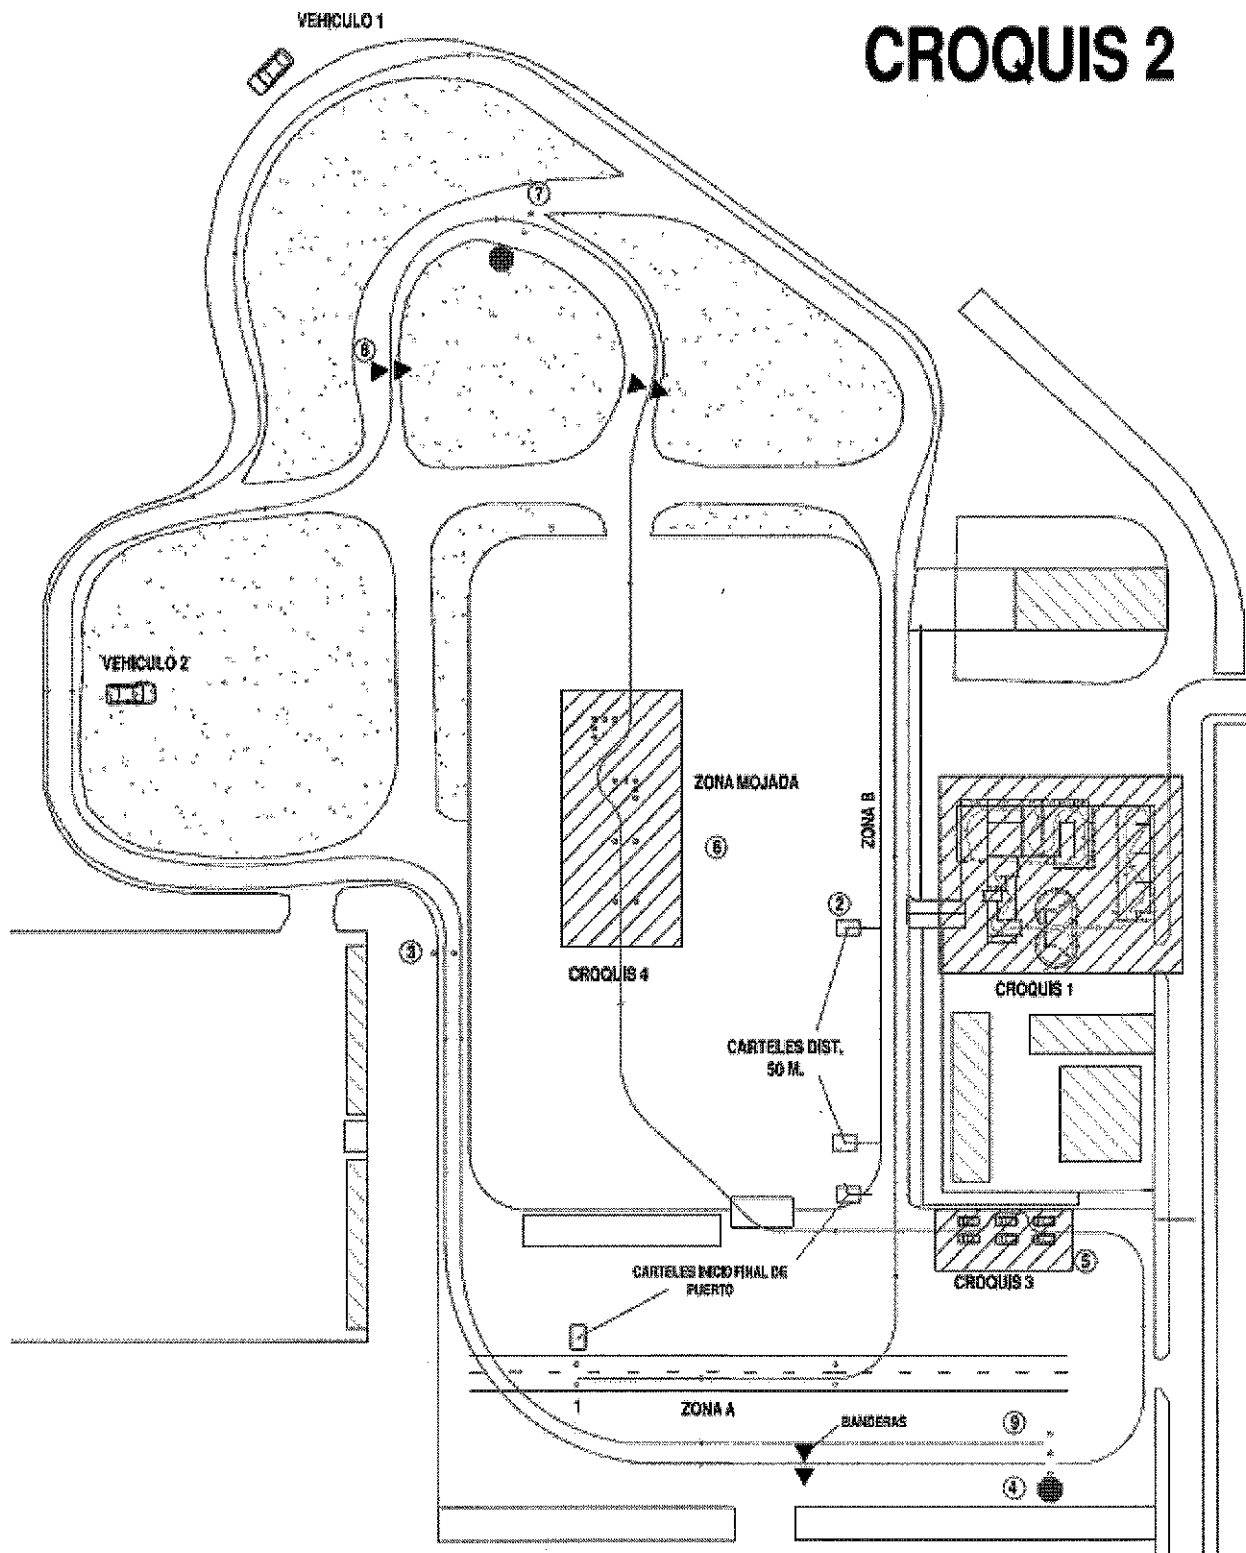 VEHICULO 1
CROQUIS 2
7
8
VEHICULO 2
ZONA MOJADA
ZONA B
6
2
3
CROQUIS 4
CROQUIS 1
CARTELES DIST.
50 M.
CARTELES INICIO FINAL DE
PUERTO
5
CROQUIS 3
1
ZONA A
BANDERAS
9
4